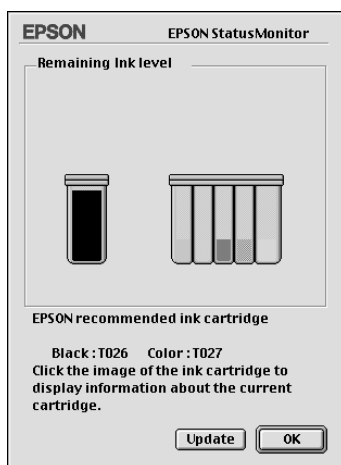 EPSON
EPSON StatusMonitor
Remaining Ink level
EPSON recommended ink cartridge
Black : T026 Color : T027
Click the image of the ink cartridge to
display information about the current
cartridge.
Update
OK